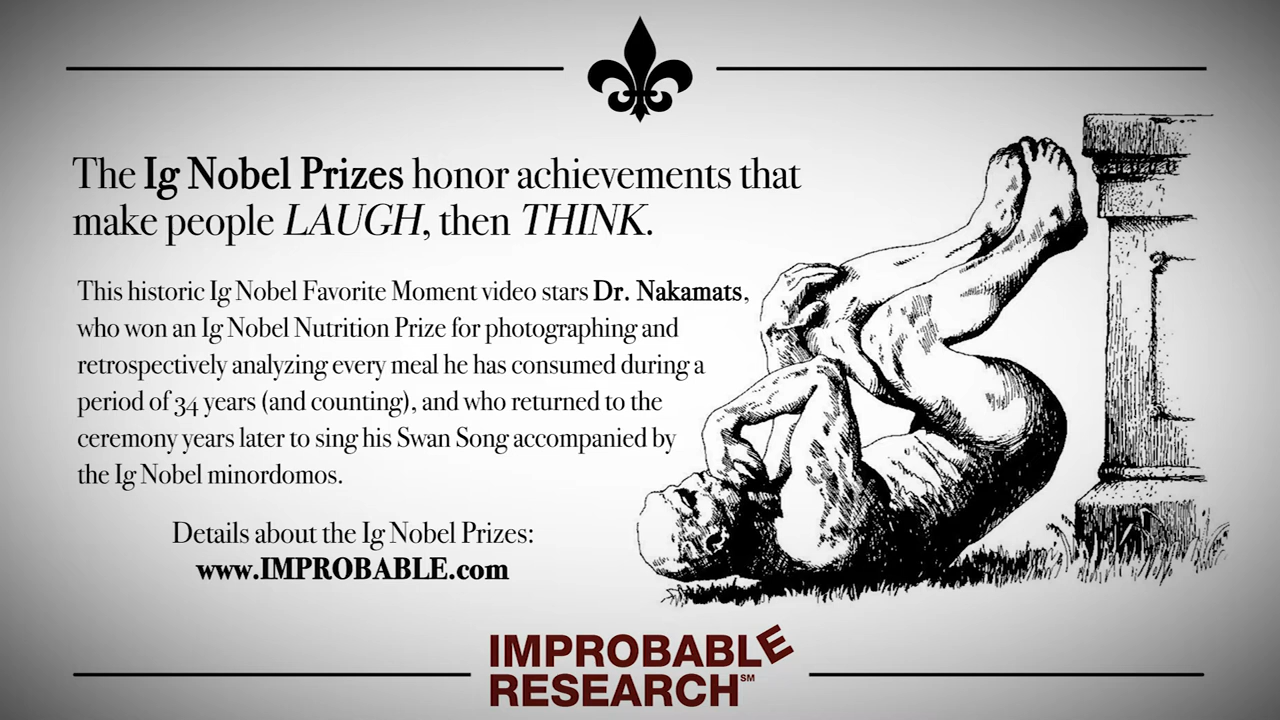 The Ig Nobel Prizes honor achievements that
make people LAUGH, then THINK.
This historic Ig Nobel Favorite Moment video stars Dr. Nakamats,
who won an Ig Nobel Nutrition Prize for photographing and
retrospectively analyzing every meal he has consumed during a
period of 34 years (and counting), and who returned to the
ceremony years later to sing his Swan Song accompanied by
the Ig Nobel minordomos.
Details about the Ig Nobel Prizes:
www.IMPROBABLE.com
IMPROBABLE
RESEARCH℠